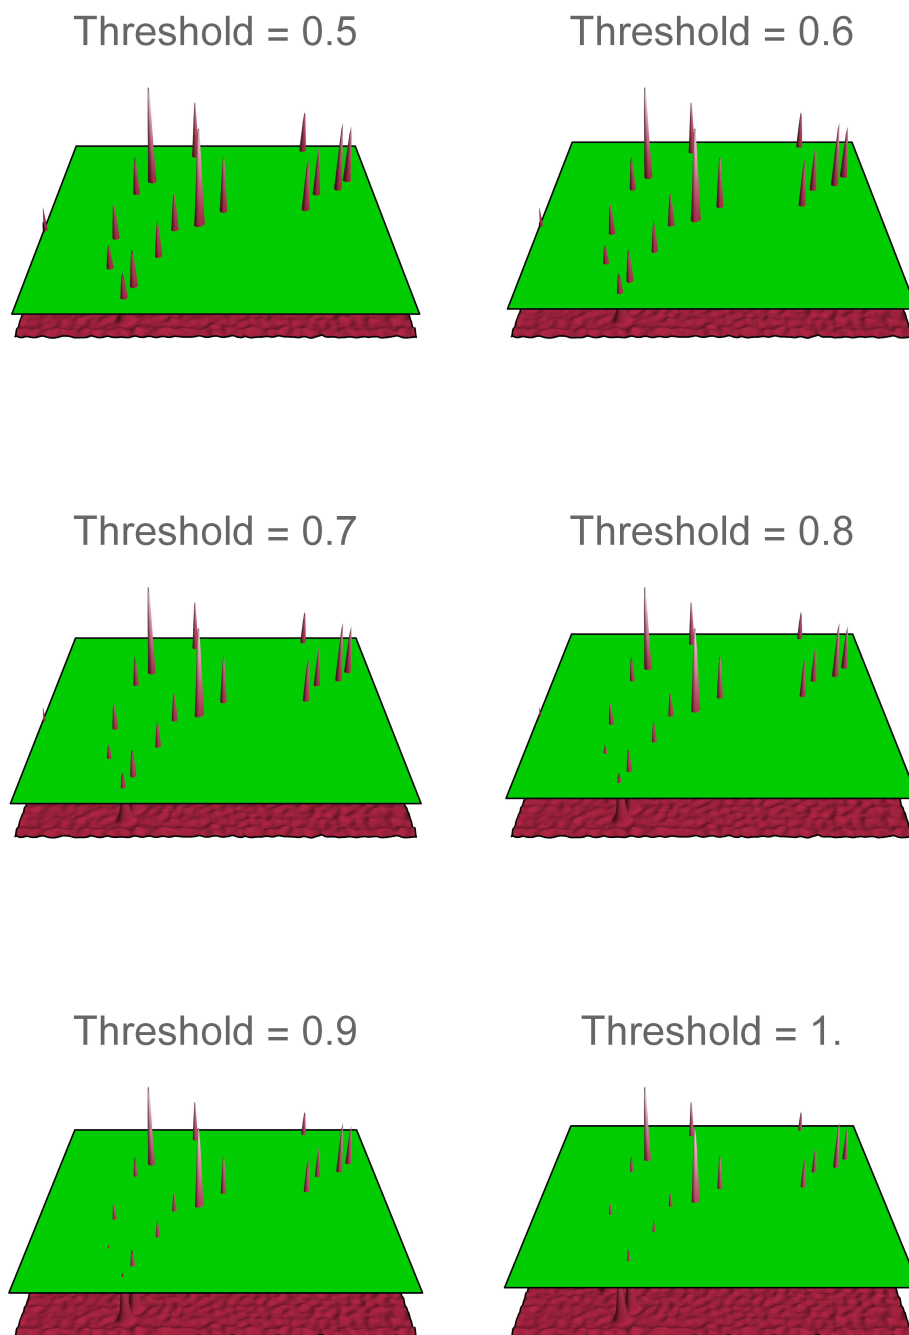 Threshold = 0.5
Threshold = 0.6
Threshold = 0.7
Threshold = 0.8
Threshold = 0.9
Threshold = 1.